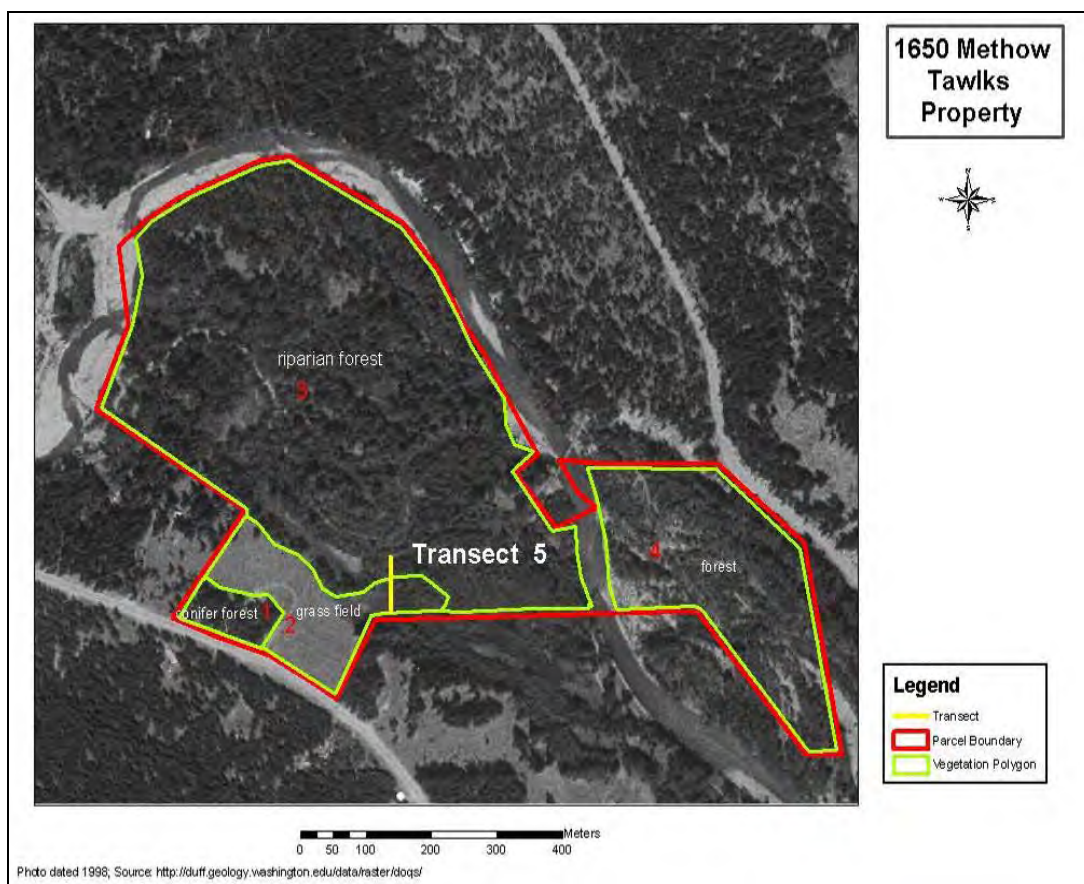 1650 Methow
Tawlks
Property
riparian forest
Transect 5
4
forest
conifer forest 1
grass field
2
Legend
Transect
Parcel Boundary
Vegetation Polygon
Meters
0 50 100 200 300 400
Photo dated 1998; Source: http://duff.geology.washington.edu/data/raster/doqs/